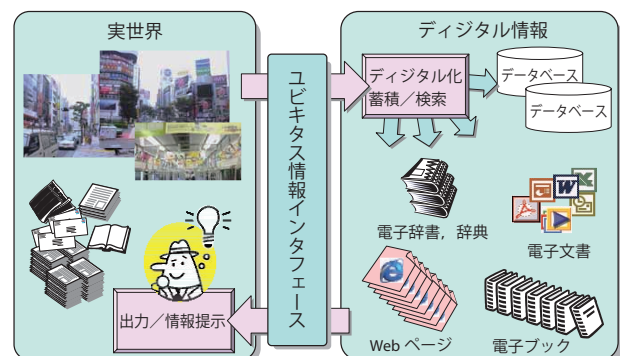 実世界
ディジタル情報
ユビキタス情報インタフェース
ディジタル化
蓄積／検索
データベース
データベース
電子辞書，辞典
電子文書
出力／情報提示
Web ページ
電子ブック